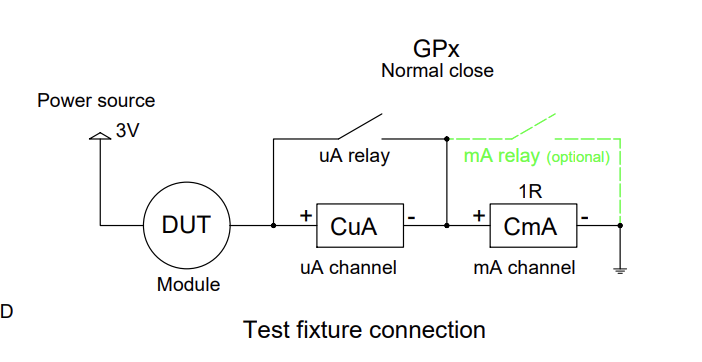 GPx
Normal close
Power source
3V
uA relay
mA relay (optional)
1R
DUT
+ CuA -
+ CmA -
uA channel
mA channel
Module
D
Test fixture connection